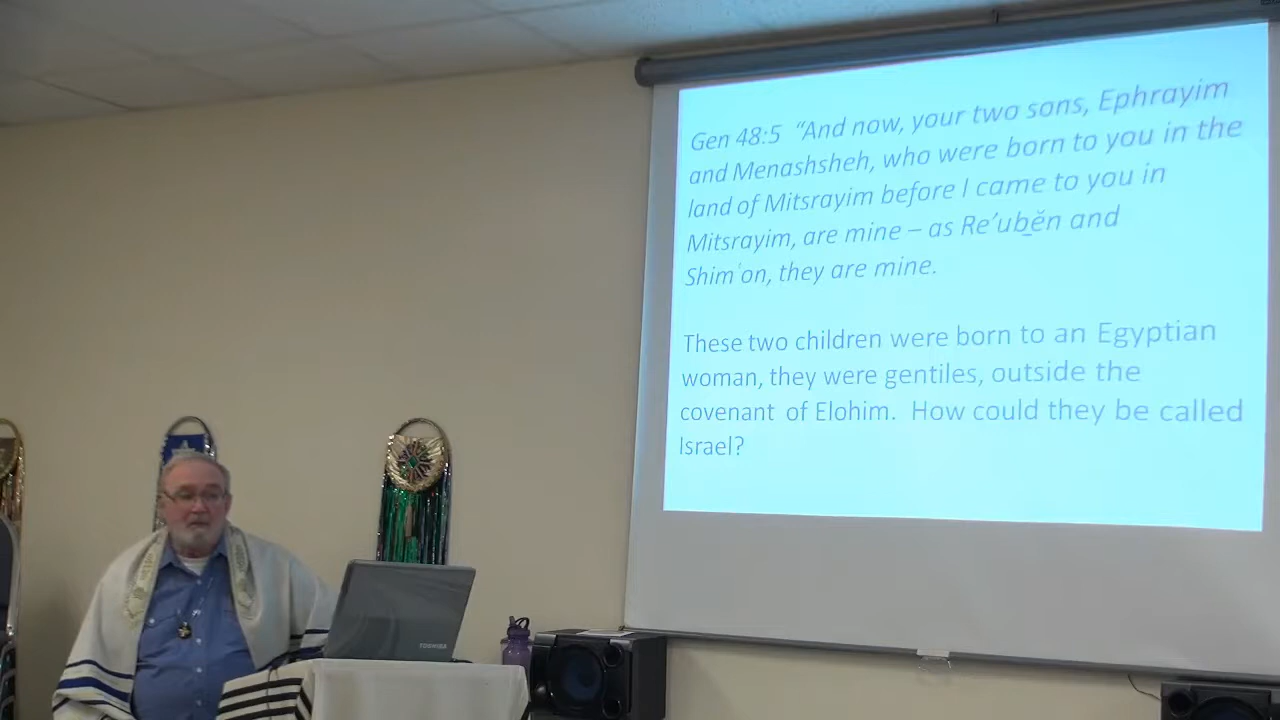 Gen 48:5 “And now, your two sons, Ephrayim
and Menashsheh, who were born to you in the
land of Mitsrayim before I came to you in
Mitsrayim, are mine – as Re’uḇĕn and
Shimʽon, they are mine.
These two children were born to an Egyptian
woman, they were gentiles, outside the
covenant of Elohim. How could they be called
Israel?
TOSHIBA